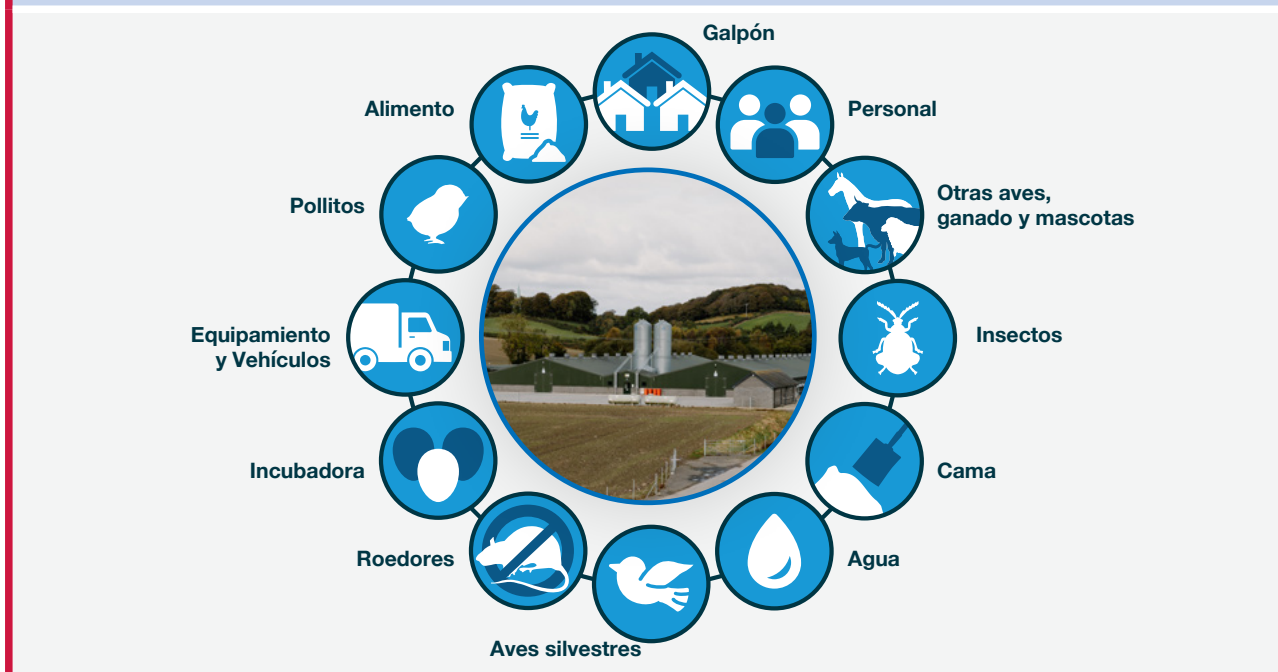 Galpón
Personal
Otras aves,
ganado y mascotas
Insectos
Cama
Agua
Aves silvestres
Roedores
Incubadora
Equipamiento
y Vehículos
Pollitos
Alimento